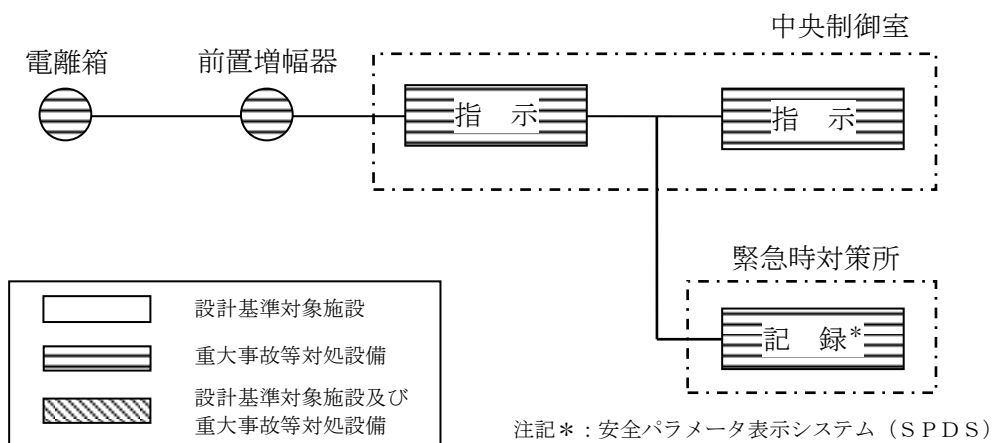 中央制御室
電離箱
前置増幅器
指　示
指　示
緊急時対策所
記　録*
設計基準対象施設
重大事故等対処設備
設計基準対象施設及び
重大事故等対処設備
注記＊：安全パラメータ表示システム（ＳＰＤＳ）